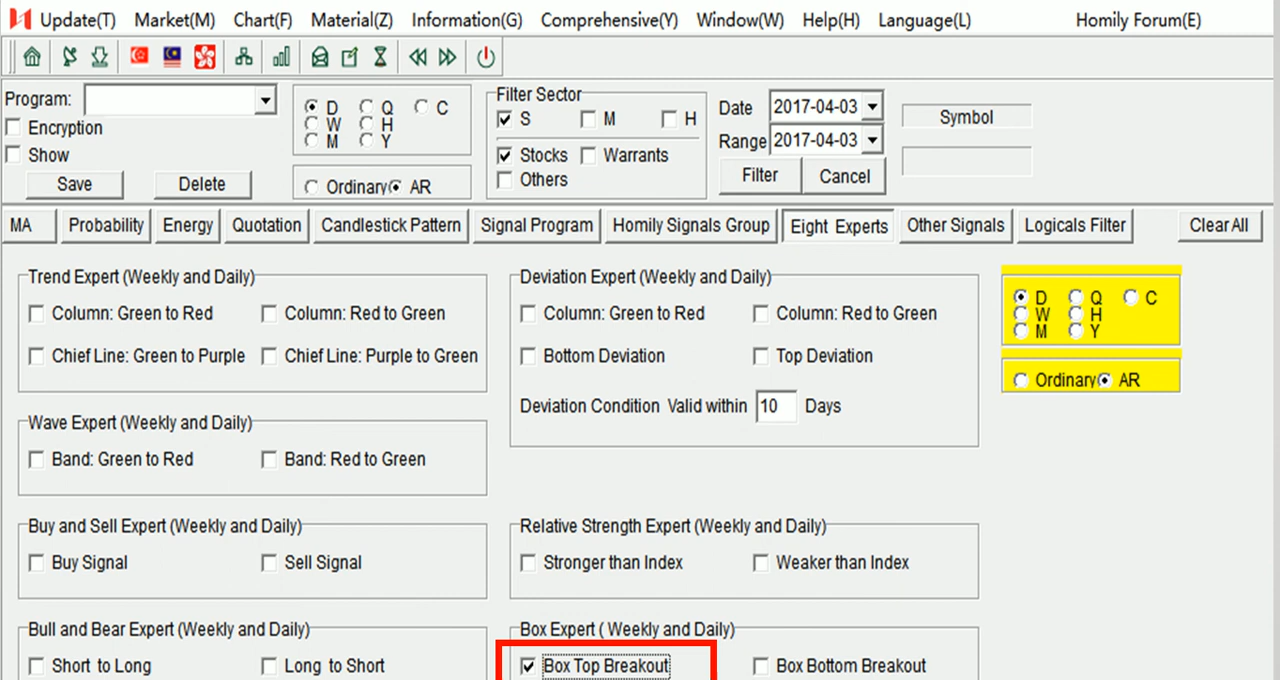 Update(T) Market(M) Chart(F) Material(Z) Information(G) Comprehensive(Y) Window(W) Help(H) Language(L) Homily Forum(E)
Program:
Encryption
Show
Save Delete
D Q C
W H
M Y
Ordinary AR
Filter Sector
S M H
Stocks Warrants
Others
Date 2017-04-03
Range 2017-04-03
Filter Cancel
Symbol
MA Probability Energy Quotation Candlestick Pattern Signal Program Homily Signals Group Eight Experts Other Signals Logicals Filter Clear All
Trend Expert (Weekly and Daily)
Column: Green to Red Column: Red to Green
Chief Line: Green to Purple Chief Line: Purple to Green
Deviation Expert (Weekly and Daily)
Column: Green to Red Column: Red to Green
Bottom Deviation Top Deviation
Deviation Condition Valid within 10 Days
D Q C
W H
M Y
Ordinary AR
Wave Expert (Weekly and Daily)
Band: Green to Red Band: Red to Green
Buy and Sell Expert (Weekly and Daily)
Buy Signal Sell Signal
Relative Strength Expert (Weekly and Daily)
Stronger than Index Weaker than Index
Bull and Bear Expert (Weekly and Daily)
Short to Long Long to Short
Box Expert ( Weekly and Daily)
Box Top Breakout Box Bottom Breakout